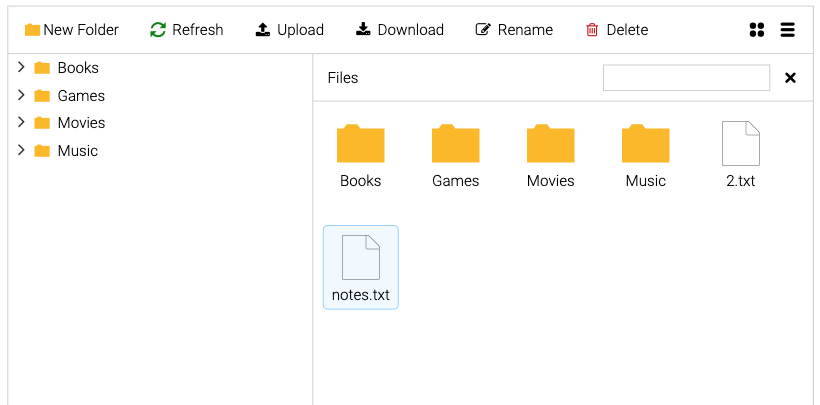 New Folder Refresh Upload Download Rename Delete
Books
Games
Movies
Music
Files
Books Games Movies Music 2.txt
notes.txt